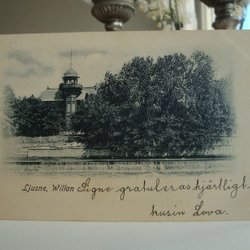 Ljusne, Willan Signe gratuleras hjärtligt.
kusin Lova.